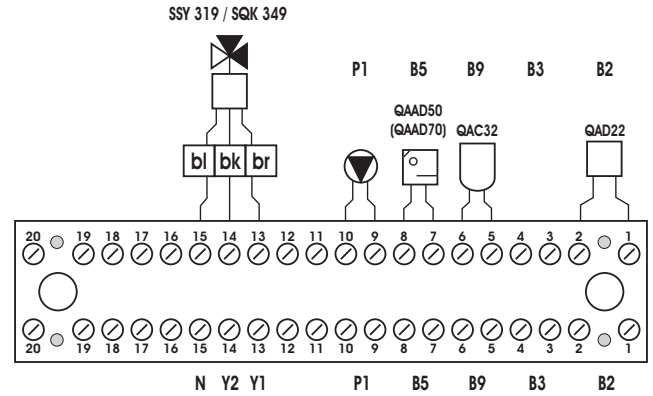 SSY 319 / SQK 349
P1 B5 B9 B3 B2
QAAD50
(QAAD70) QAC32 QAD22
bl bk br
20 19 18 17 16 15 14 13 12 11 10 9 8 7 6 5 4 3 2 1
20 19 18 17 16 15 14 13 12 11 10 9 8 7 6 5 4 3 2 1
N Y2 Y1 P1 B5 B9 B3 B2